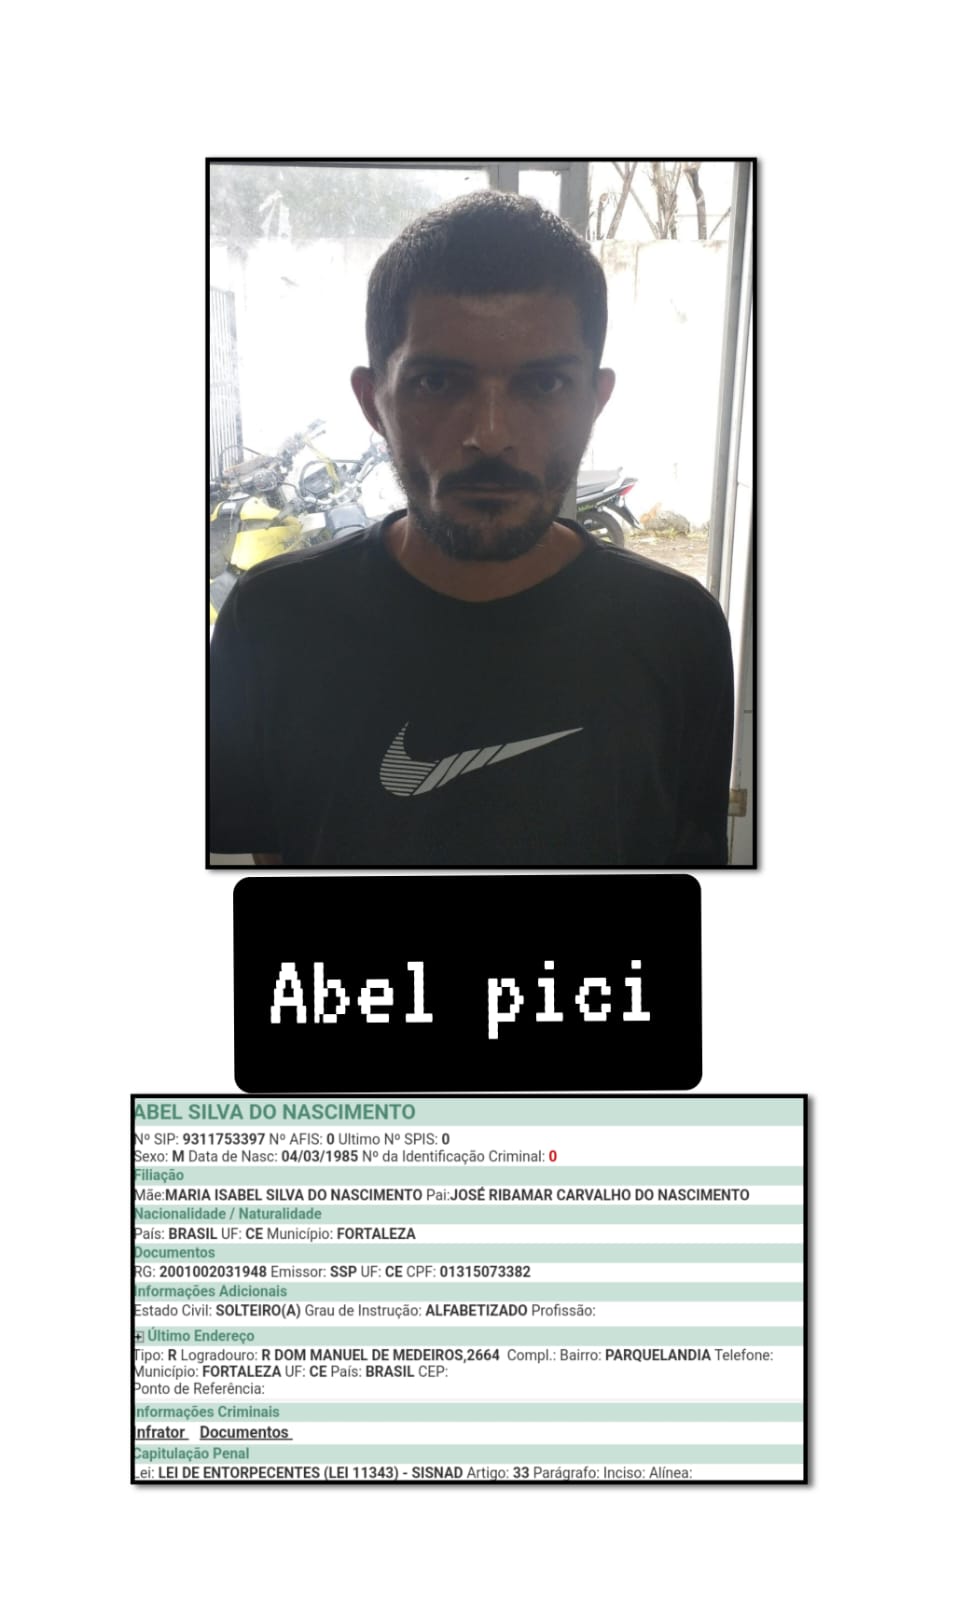 Abel pici
ABEL SILVA DO NASCIMENTO
Nº SIP: 9311753397 Nº AFIS: 0 Ultimo Nº SPIS: 0
Sexo: M Data de Nasc: 04/03/1985 Nº da Identificação Criminal: 0
Filiação
Mãe:MARIA ISABEL SILVA DO NASCIMENTO Pai:JOSÉ RIBAMAR CARVALHO DO NASCIMENTO
Nacionalidade / Naturalidade
País: BRASIL UF: CE Município: FORTALEZA
Documentos
RG: 2001002031948 Emissor: SSP UF: CE CPF: 01315073382
Informações Adicionais
Estado Civil: SOLTEIRO(A) Grau de Instrução: ALFABETIZADO Profissão:
Último Endereço
Tipo: R Logradouro: R DOM MANUEL DE MEDEIROS,2664 Compl.: Bairro: PARQUELANDIA Telefone:
Município: FORTALEZA UF: CE País: BRASIL CEP:
Ponto de Referência:
Informações Criminais
Infrator Documentos
Capitulação Penal
Lei: LEI DE ENTORPECENTES (LEI 11343) - SISNAD Artigo: 33 Parágrafo: Inciso: Alínea: